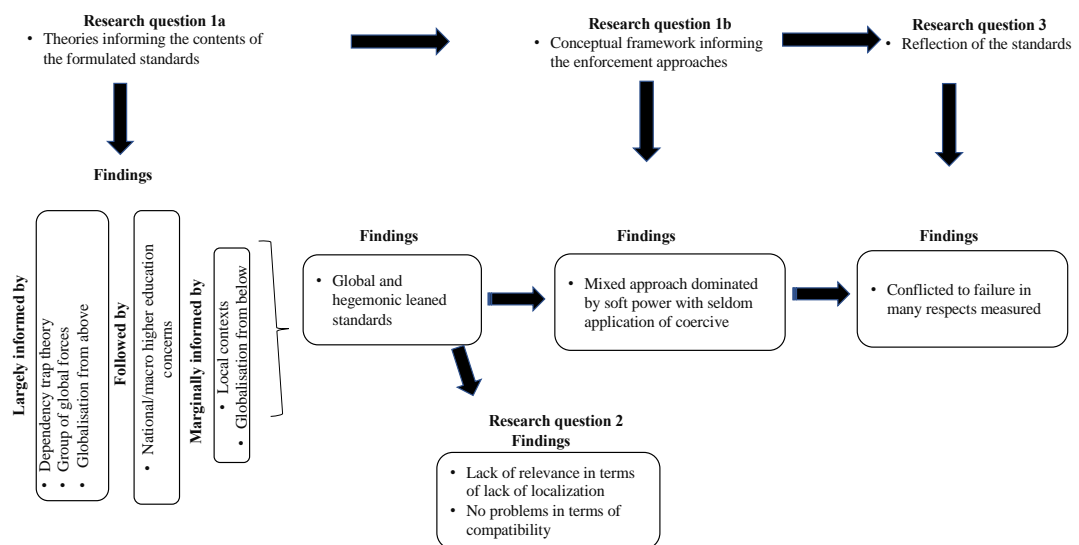 Research question 1a
• Theories informing the contents of
the formulated standards
Research question 1b
• Conceptual framework informing
the enforcement approaches
Research question 3
• Reflection of the standards
Findings
Largely informed by
• Dependency trap theory
• Group of global forces
• Globalisation from above
Followed by
• National/macro higher education
concerns
Marginally informed by
• Local contexts
• Globalisation from below
Findings
• Global and
hegemonic leaned
standards
Findings
• Mixed approach dominated
by soft power with seldom
application of coercive
Findings
• Conflicted to failure in
many respects measured
Research question 2
Findings
• Lack of relevance in terms
of lack of localization
• No problems in terms of
compatibility